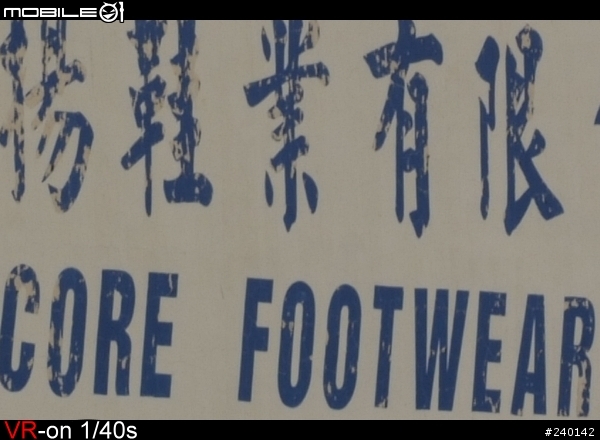 MOBILE01
揚鞋業有限
CORE FOOTWEAR
VR-on 1/40s
#240142